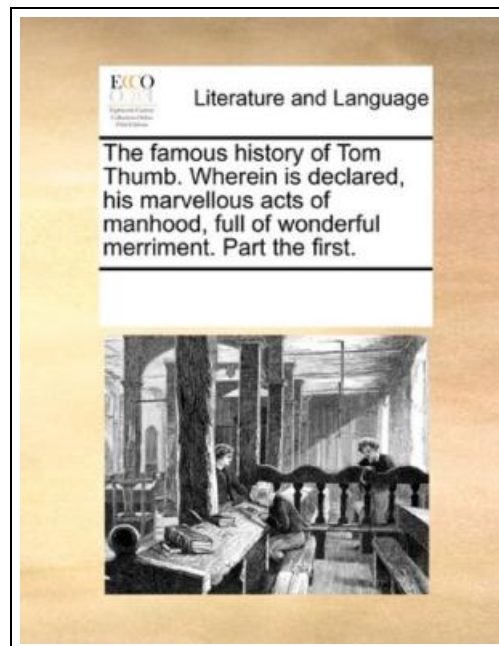 ECCO
Literature and Language
The famous history of Tom
Thumb. Wherein is declared,
his marvellous acts of
manhood, full of wonderful
merriment. Part the first.